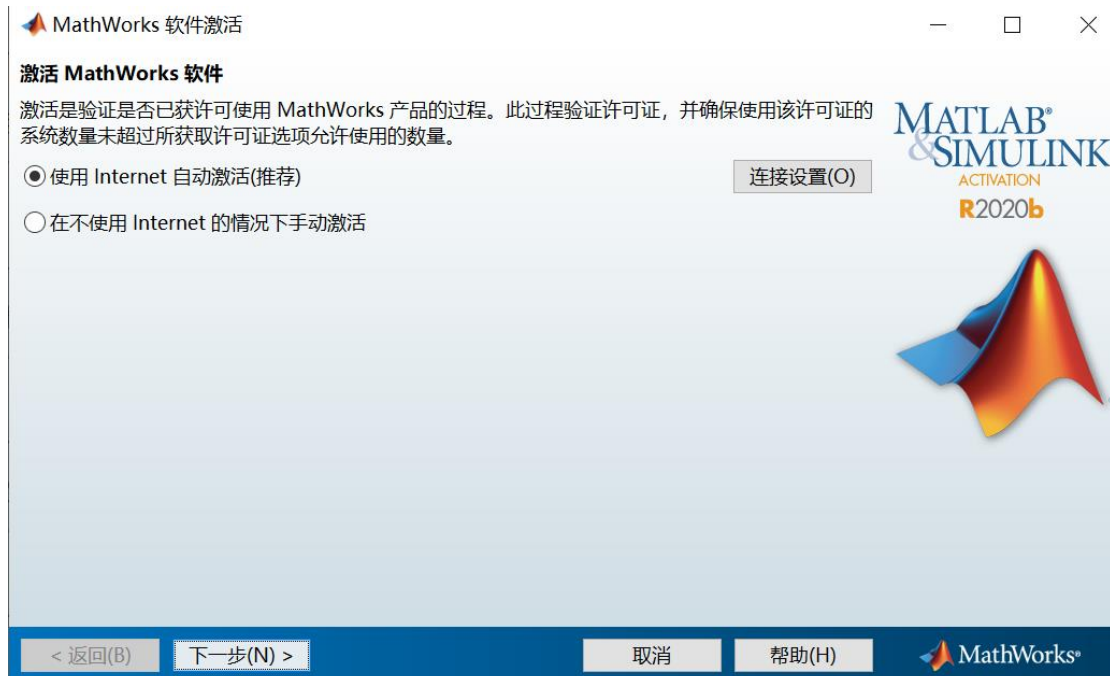 MathWorks 软件激活
激活 MathWorks 软件
激活是验证是否已获许可使用 MathWorks 产品的过程。此过程验证许可证，并确保使用该许可证的
系统数量未超过所获取许可证选项允许使用的数量。
使用 Internet 自动激活(推荐)
连接设置(O)
在不使用 Internet 的情况下手动激活
MATLAB®
&SIMULINK
ACTIVATION
R2020b
< 返回(B)
下一步(N) >
取消
帮助(H)
MathWorks®